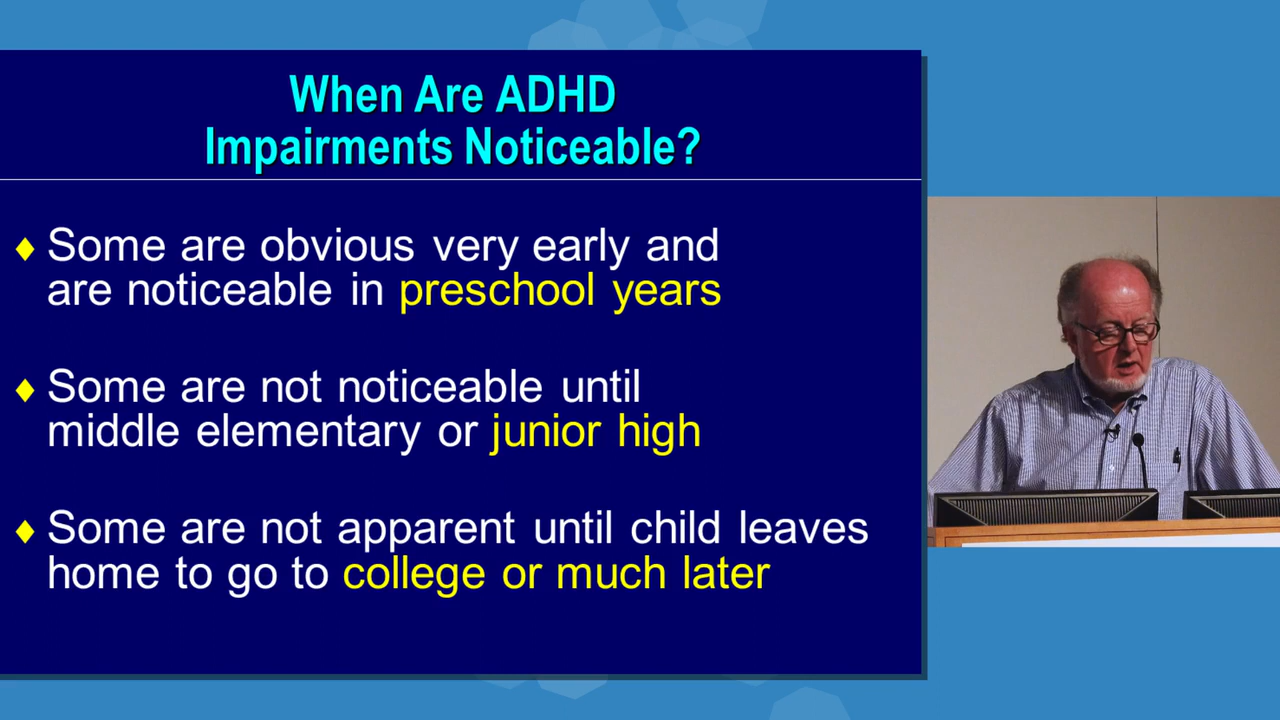 When Are ADHD
Impairments Noticeable?
♦ Some are obvious very early and
are noticeable in preschool years
♦ Some are not noticeable until
middle elementary or junior high
♦ Some are not apparent until child leaves
home to go to college or much later